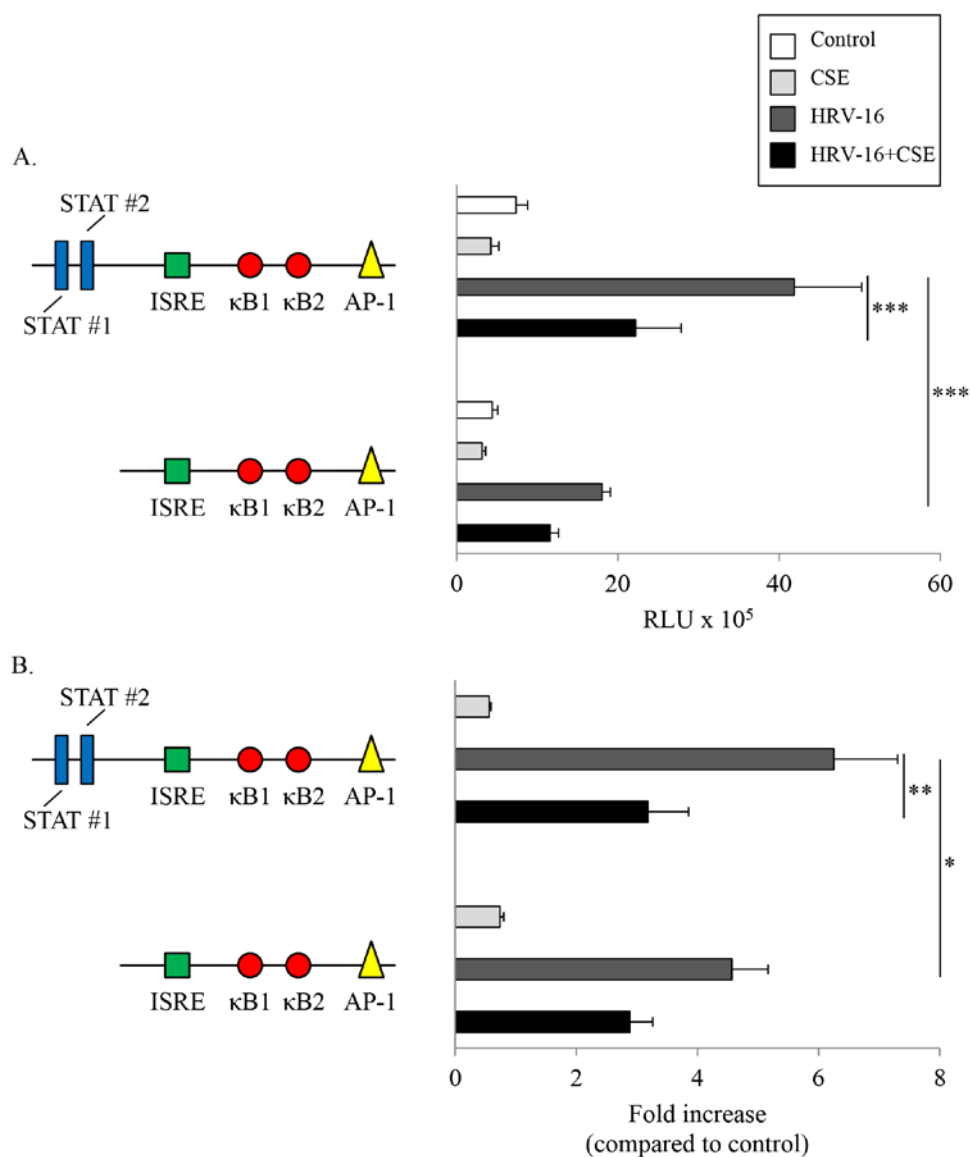 Control
CSE
HRV-16
HRV-16+CSE
A.
STAT #2
STAT #1
ISRE κB1 κB2 AP-1
***
***
ISRE κB1 κB2 AP-1
0 20 40 60
RLU x 10⁵
B.
STAT #2
STAT #1
ISRE κB1 κB2 AP-1
**
*
ISRE κB1 κB2 AP-1
0 2 4 6 8
Fold increase
(compared to control)